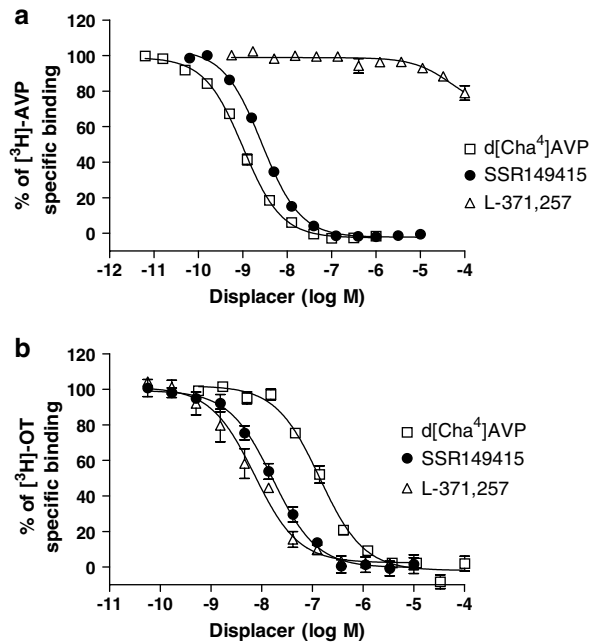 a
% of [³H]-AVP
specific binding
120
100
80
60
40
20
0
-12 -11 -10 -9 -8 -7 -6 -5 -4
Displacer (log M)
d[Cha⁴]AVP
SSR149415
L-371,257
b
% of [³H]-OT
specific binding
120
100
80
60
40
20
0
-11 -10 -9 -8 -7 -6 -5 -4
Displacer (log M)
d[Cha⁴]AVP
SSR149415
L-371,257